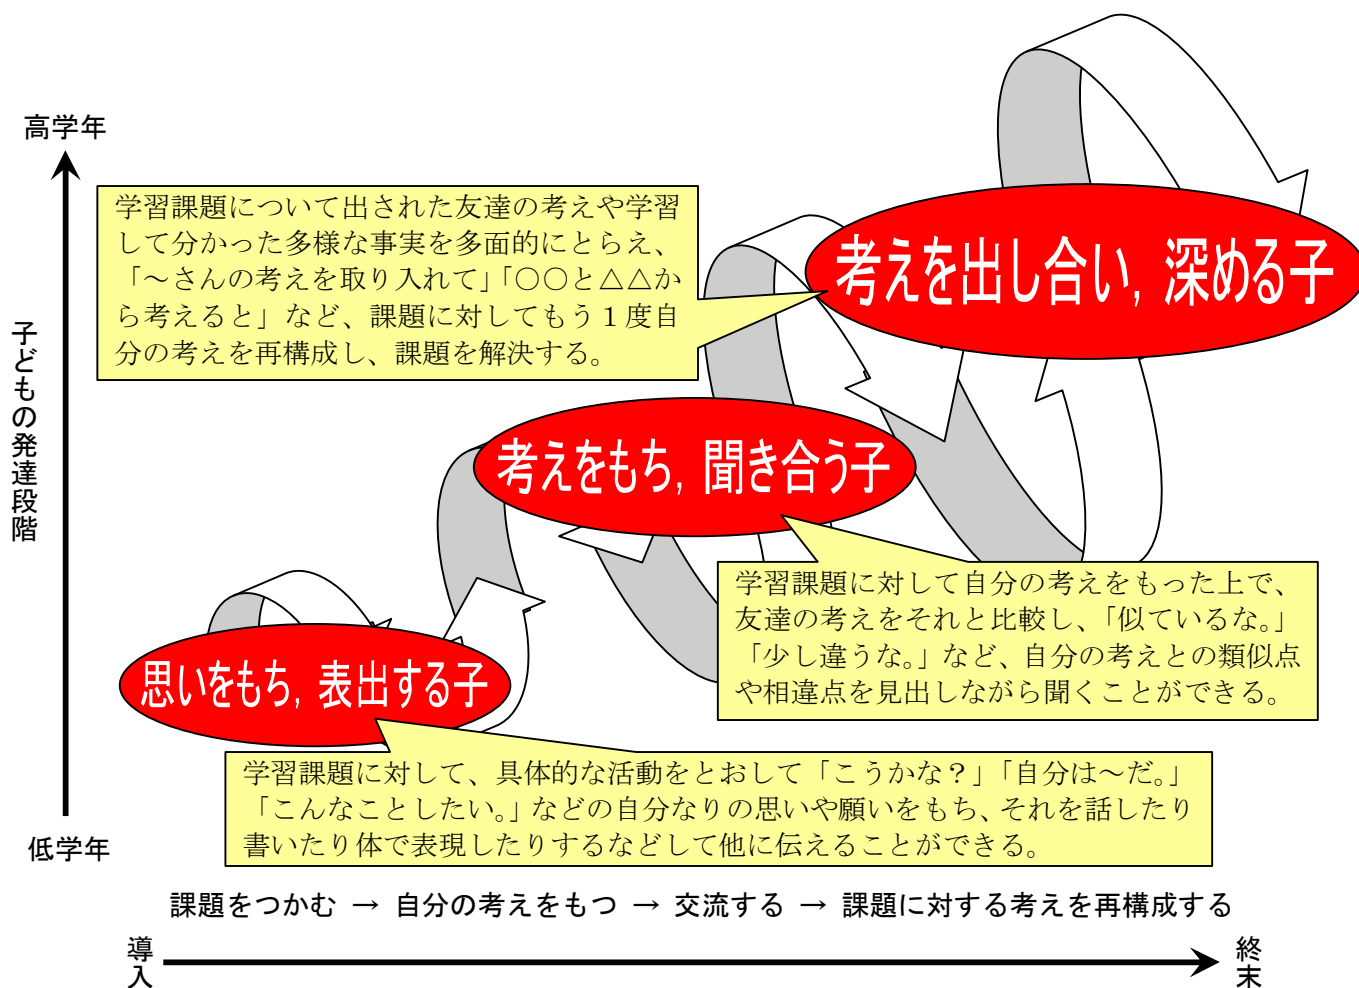 高学年
学習課題について出された友達の考えや学習
して分かった多様な事実を多面的にとらえ、
「～さんの考えを取り入れて」「○○と△△か
ら考えると」など、課題に対してもう１度自
分の考えを再構成し、課題を解決する。
考えを出し合い, 深める子
子どもの発達段階
考えをもち, 聞き合う子
学習課題に対して自分の考えをもった上で、
友達の考えをそれと比較し、「似ているな。」
「少し違うな。」など、自分の考えとの類似点
や相違点を見出しながら聞くことができる。
思いをもち, 表出する子
学習課題に対して、具体的な活動をとおして「こうかな？」「自分は～だ。」
「こんなことしたい。」などの自分なりの思いや願いをもち、それを話したり
書いたり体で表現したりするなどして他に伝えることができる。
低学年
課題をつかむ → 自分の考えをもつ → 交流する → 課題に対する考えを再構成する
導入
終末